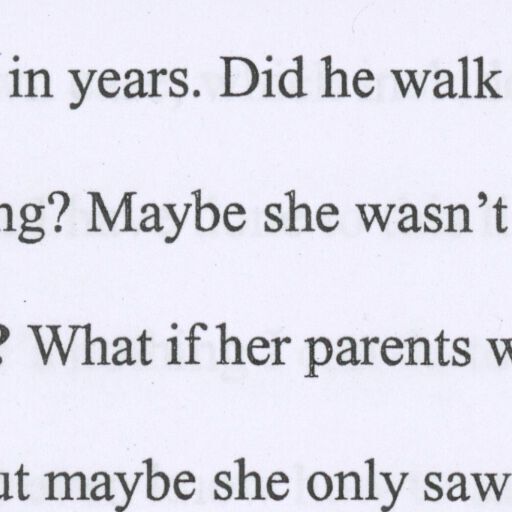 in years. Did he walk
ng? Maybe she wasn’t
? What if her parents w
ut maybe she only saw